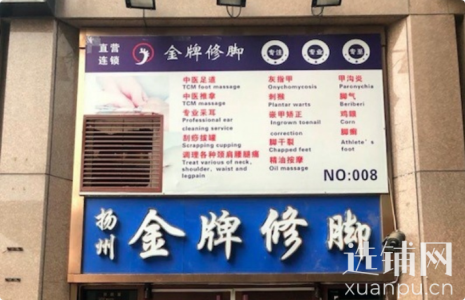 直营
连锁
金牌修脚
专注
专业
专享
中医足道
TCM foot massage
中医推拿
TCM massage
专业采耳
Professional ear
cleaning service
刮痧拔罐
Scrapping cupping
调理各种颈肩腰腿痛
Treat various of neck,
shoulder, waist and
legpain
灰指甲
Onychomycosis
刺猴
Plantar warts
嵌甲矫正
Ingrown toenail
correction
脚干裂
Chapped feet
精油按摩
Oil massage
甲沟炎
Paronychia
脚气
Beriberi
鸡眼
Corn
脚癣
Athlete's
foot
NO:008
扬州
金牌修脚
选铺网
xuanpu.cn